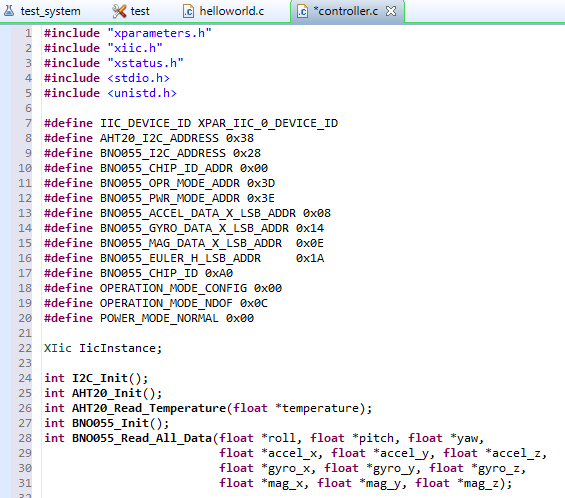 test_system test helloworld.c *controller.c
1 #include "xparameters.h"
2 #include "xiic.h"
3 #include "xstatus.h"
4 #include <stdio.h>
5 #include <unistd.h>
6
7 #define IIC_DEVICE_ID XPAR_IIC_0_DEVICE_ID
8 #define AHT20_I2C_ADDRESS 0x38
9 #define BNO055_I2C_ADDRESS 0x28
10 #define BNO055_CHIP_ID_ADDR 0x00
11 #define BNO055_OPR_MODE_ADDR 0x3D
12 #define BNO055_PWR_MODE_ADDR 0x3E
13 #define BNO055_ACCEL_DATA_X_LSB_ADDR 0x08
14 #define BNO055_GYRO_DATA_X_LSB_ADDR 0x14
15 #define BNO055_MAG_DATA_X_LSB_ADDR  0x0E
16 #define BNO055_EULER_H_LSB_ADDR     0x1A
17 #define BNO055_CHIP_ID 0xA0
18 #define OPERATION_MODE_CONFIG 0x00
19 #define OPERATION_MODE_NDOF 0x0C
20 #define POWER_MODE_NORMAL 0x00
21
22 XIic IicInstance;
23
24 int I2C_Init();
25 int AHT20_Init();
26 int AHT20_Read_Temperature(float *temperature);
27 int BNO055_Init();
28 int BNO055_Read_All_Data(float *roll, float *pitch, float *yaw,
29                          float *accel_x, float *accel_y, float *accel_z,
30                          float *gyro_x, float *gyro_y, float *gyro_z,
31                          float *mag_x, float *mag_y, float *mag_z);